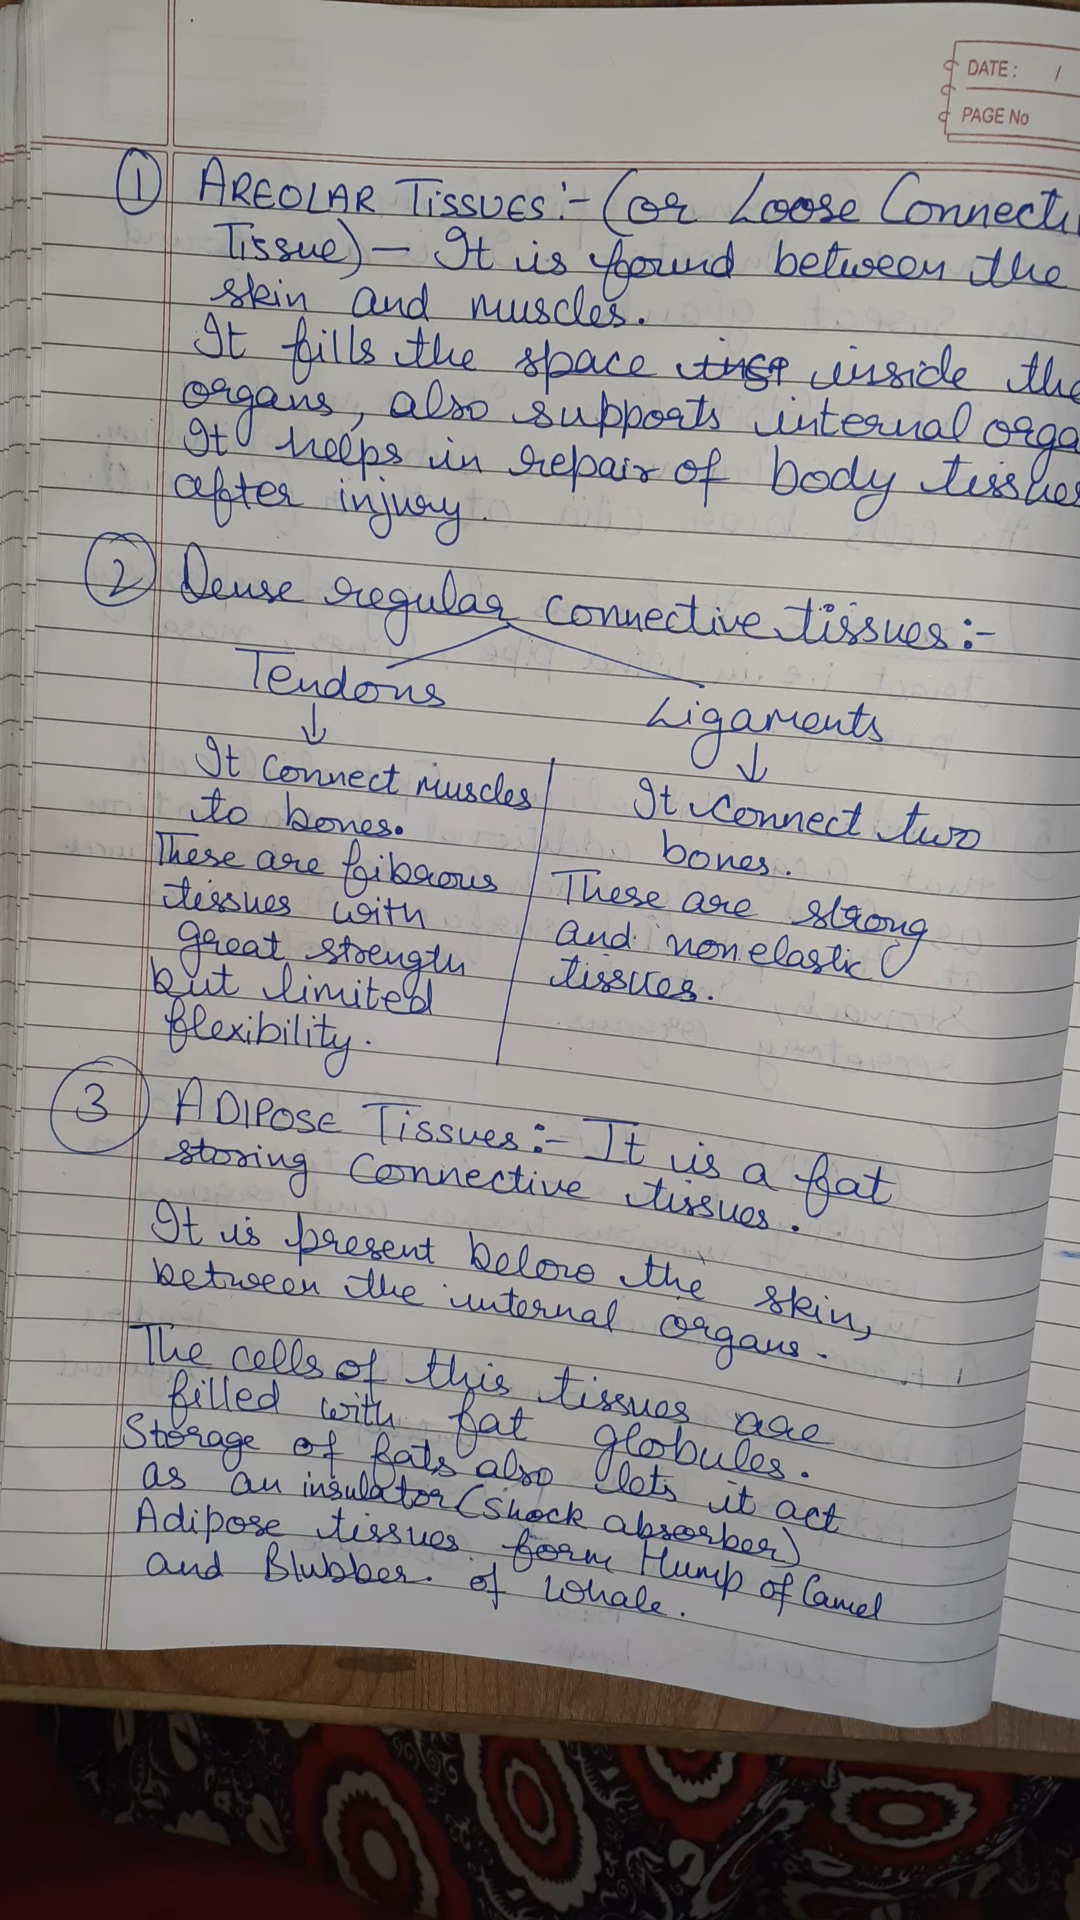 DATE: /
PAGE No
① AREOLAR TISSUES:- (or Loose Connecti
Tissue) — It is found between the
skin and muscles.
It fills the space inside the
organs, also supports internal orga
It helps in repair of body tissues
after injury.
② Dense regular connective tissues:-
Tendons
Ligaments
↓
It connect muscles
to bones.
These are fibrous
tissues with
great strength
but limited
flexibility.
↓
It connect two
bones.
These are strong
and non elastic
tissues.
③ ADIPOSE TISSUES:- It is a fat
storing connective tissues.
It is present below the skin,
between the internal organs.
The cells of this tissues are
filled with fat globules.
Storage of fats also lets it act
as an insulator (shock absorber)
Adipose tissues form Hump of Camel
and Blubber. of whale.